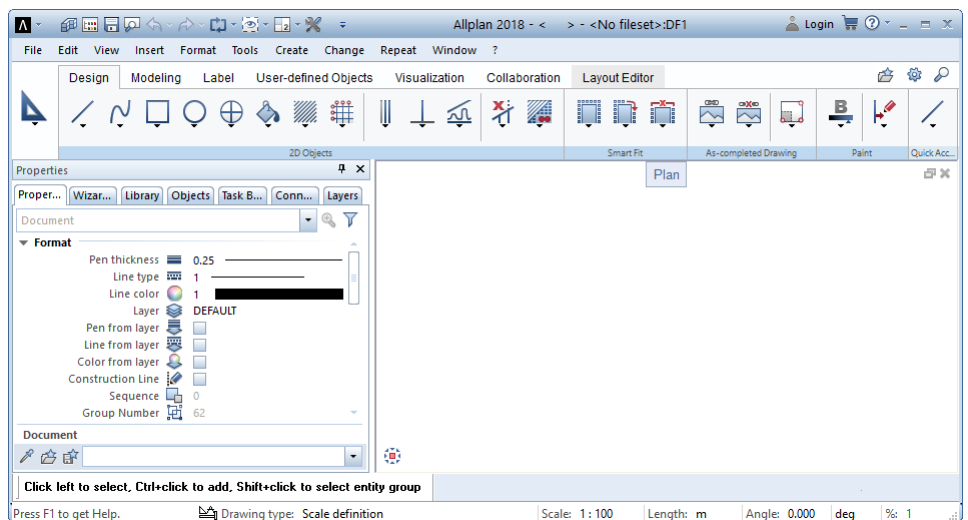 Allplan 2018 - < > - <No fileset>:DF1 Login
File Edit View Insert Format Tools Create Change Repeat Window ?
Design Modeling Label User-defined Objects Visualization Collaboration Layout Editor
2D Objects Smart Fit As-completed Drawing Paint Quick Acc...
Properties
Plan
Proper... Wizar... Library Objects Task B... Conn... Layers
Document
Format
Pen thickness 0.25
Line type 1
Line color 1
Layer DEFAULT
Pen from layer
Line from layer
Color from layer
Construction Line
Sequence 0
Group Number 62
Document
Click left to select, Ctrl+click to add, Shift+click to select entity group
Press F1 to get Help. Drawing type: Scale definition Scale: 1 : 100 Length: m Angle: 0.000 deg %: 1